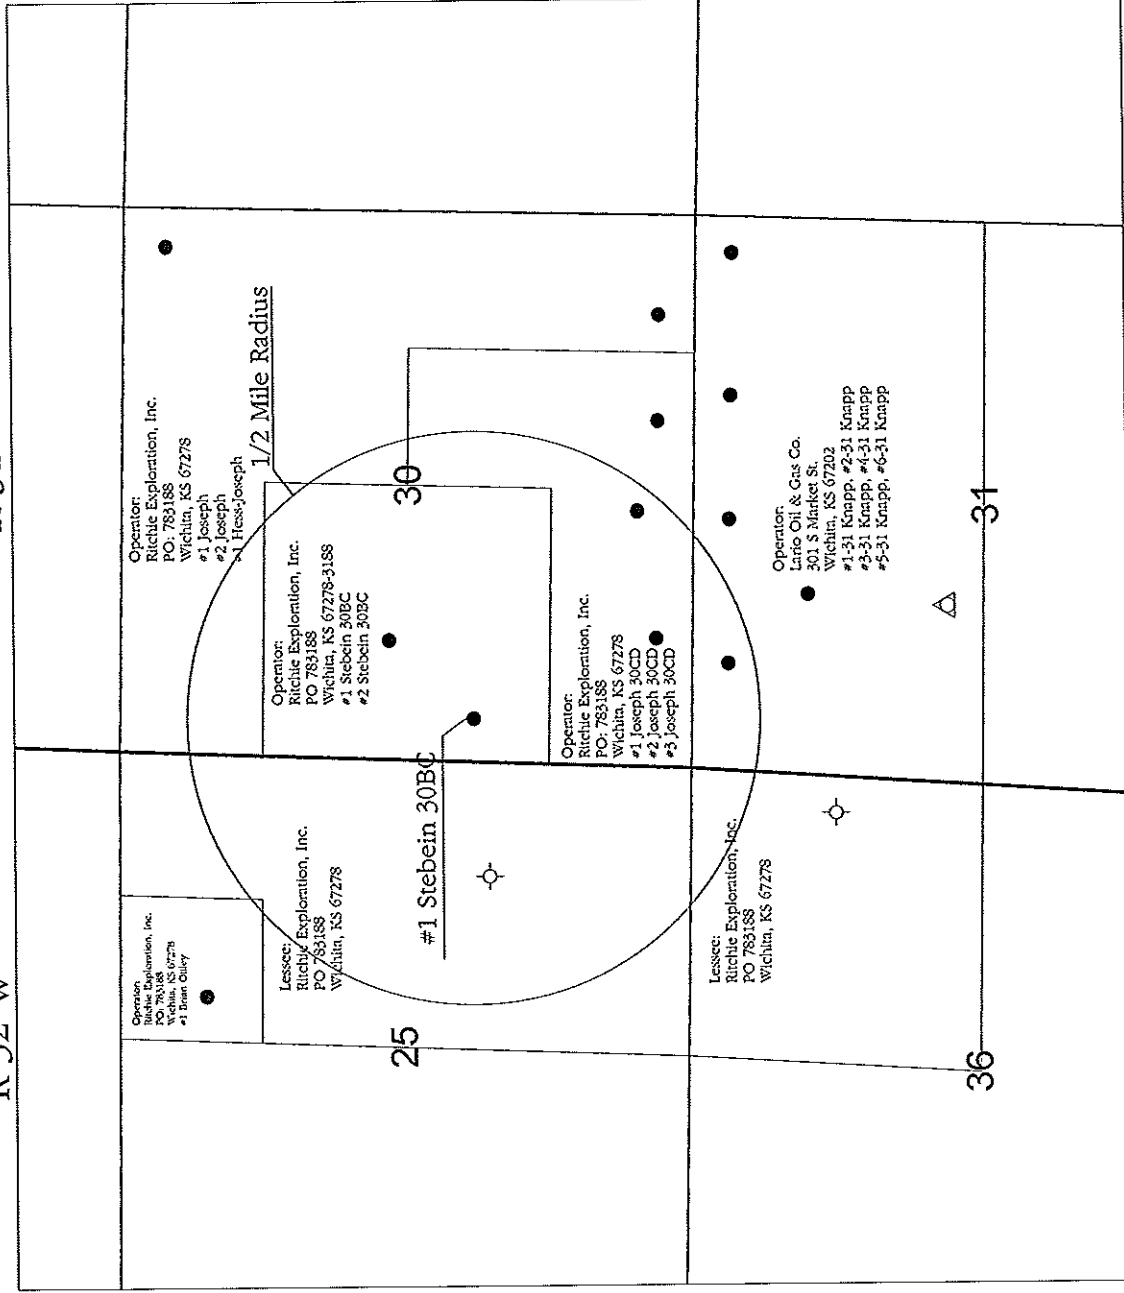 R 32 W
Operator:
Ritchie Exploration, Inc.
PO: 783188
Wichita, KS 67278
#1 Brian Ottley
Operator:
Ritchie Exploration, Inc.
PO: 783188
Wichita, KS 67278
#1 Joseph
#2 Joseph
#1 Hess-Joseph
1/2 Mile Radius
Lessee:
Ritchie Exploration, Inc.
PO 783188
Wichita, KS 67278
Operator:
Ritchie Exploration, Inc.
PO 783188
Wichita, KS 67278-3188
#1 Stebein 30BC
#2 Stebein 30BC
25
30
#1 Stebein 30BC
Operator:
Ritchie Exploration, Inc.
PO: 783188
Wichita, KS 67278
#1 Joseph 30CD
#2 Joseph 30CD
#3 Joseph 30CD
Lessee:
Ritchie Exploration, Inc.
PO 783188
Wichita, KS 67278
Operator:
Lario Oil & Gas Co.
301 S Market St.
Wichita, KS 67202
#1-31 Knapp, #2-31 Knapp
#3-31 Knapp, #4-31 Knapp
#5-31 Knapp, #6-31 Knapp
36
31